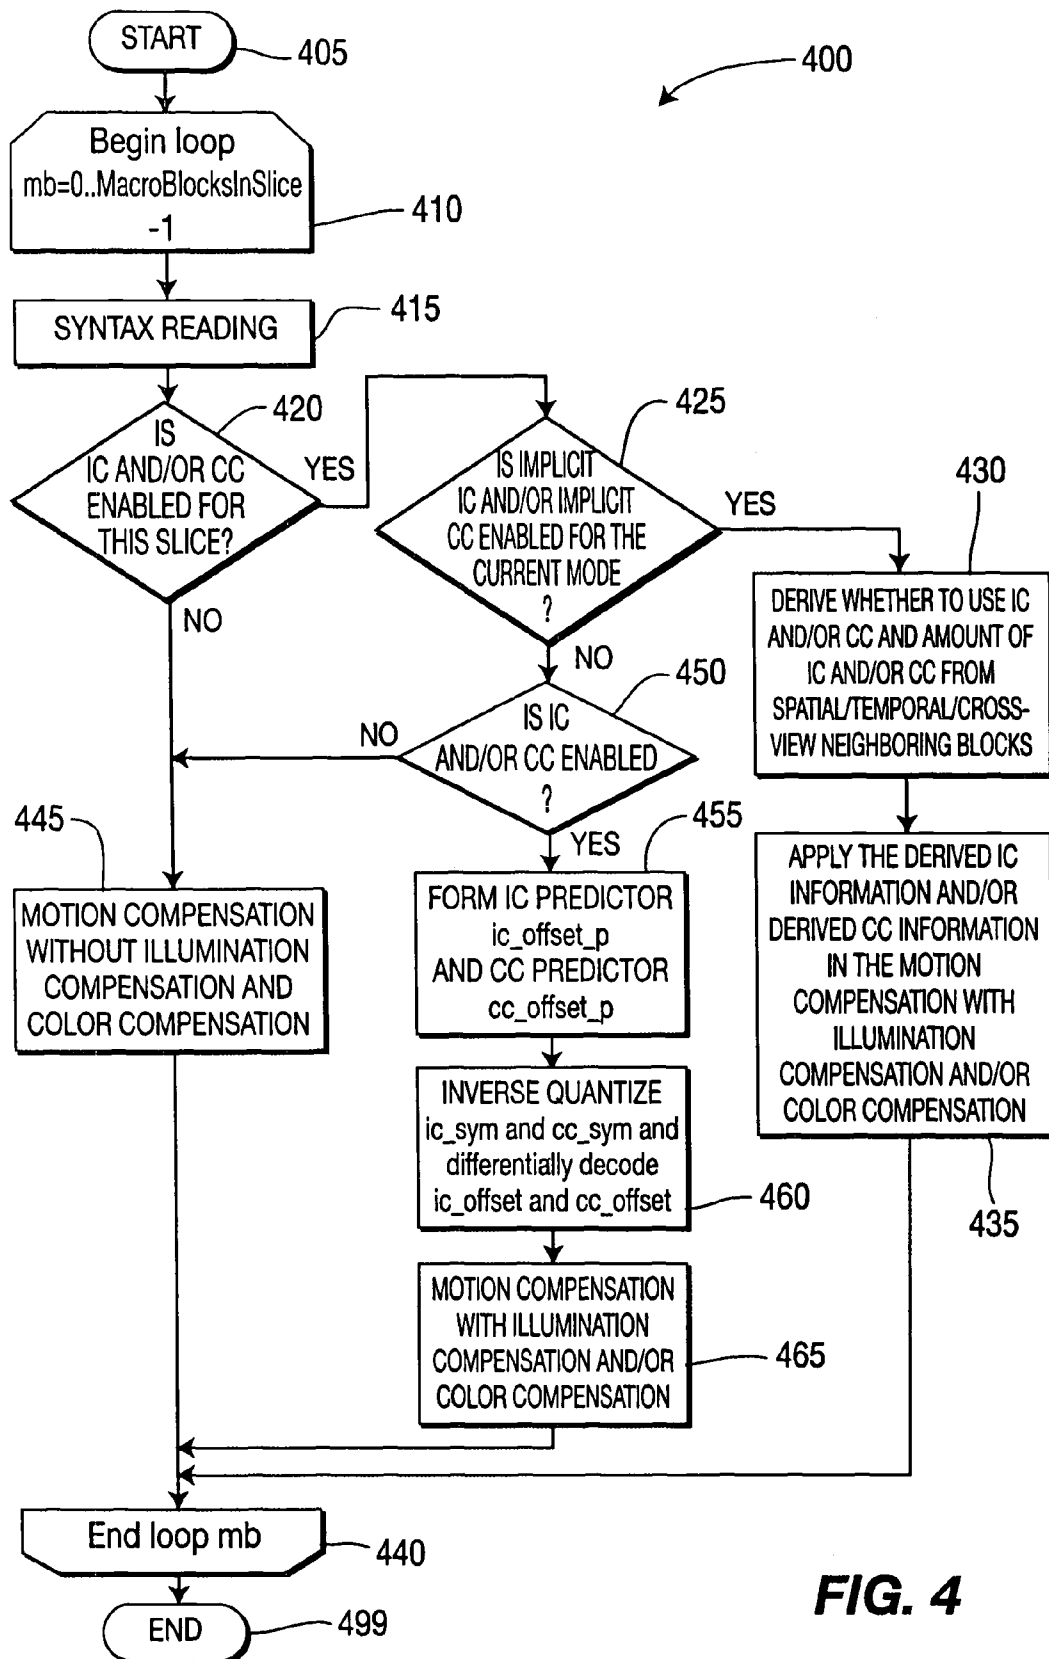 START
405
400
Begin loop
mb=0..MacroBlocksInSlice
-1
410
SYNTAX READING
415
IS
IC AND/OR CC
ENABLED FOR
THIS SLICE?
420
YES
NO
IS IMPLICIT
IC AND/OR IMPLICIT
CC ENABLED FOR THE
CURRENT MODE
?
425
YES
NO
430
DERIVE WHETHER TO USE IC
AND/OR CC AND AMOUNT OF
IC AND/OR CC FROM
SPATIAL/TEMPORAL/CROSS-
VIEW NEIGHBORING BLOCKS
450
IS IC
AND/OR CC ENABLED
?
NO
YES
445
MOTION COMPENSATION
WITHOUT ILLUMINATION
COMPENSATION AND
COLOR COMPENSATION
455
FORM IC PREDICTOR
ic_offset_p
AND CC PREDICTOR
cc_offset_p
APPLY THE DERIVED IC
INFORMATION AND/OR
DERIVED CC INFORMATION
IN THE MOTION
COMPENSATION WITH
ILLUMINATION
COMPENSATION AND/OR
COLOR COMPENSATION
435
INVERSE QUANTIZE
ic_sym and cc_sym and
differentially decode
ic_offset and cc_offset
460
MOTION COMPENSATION
WITH ILLUMINATION
COMPENSATION AND/OR
COLOR COMPENSATION
465
End loop mb
440
END
499
FIG. 4